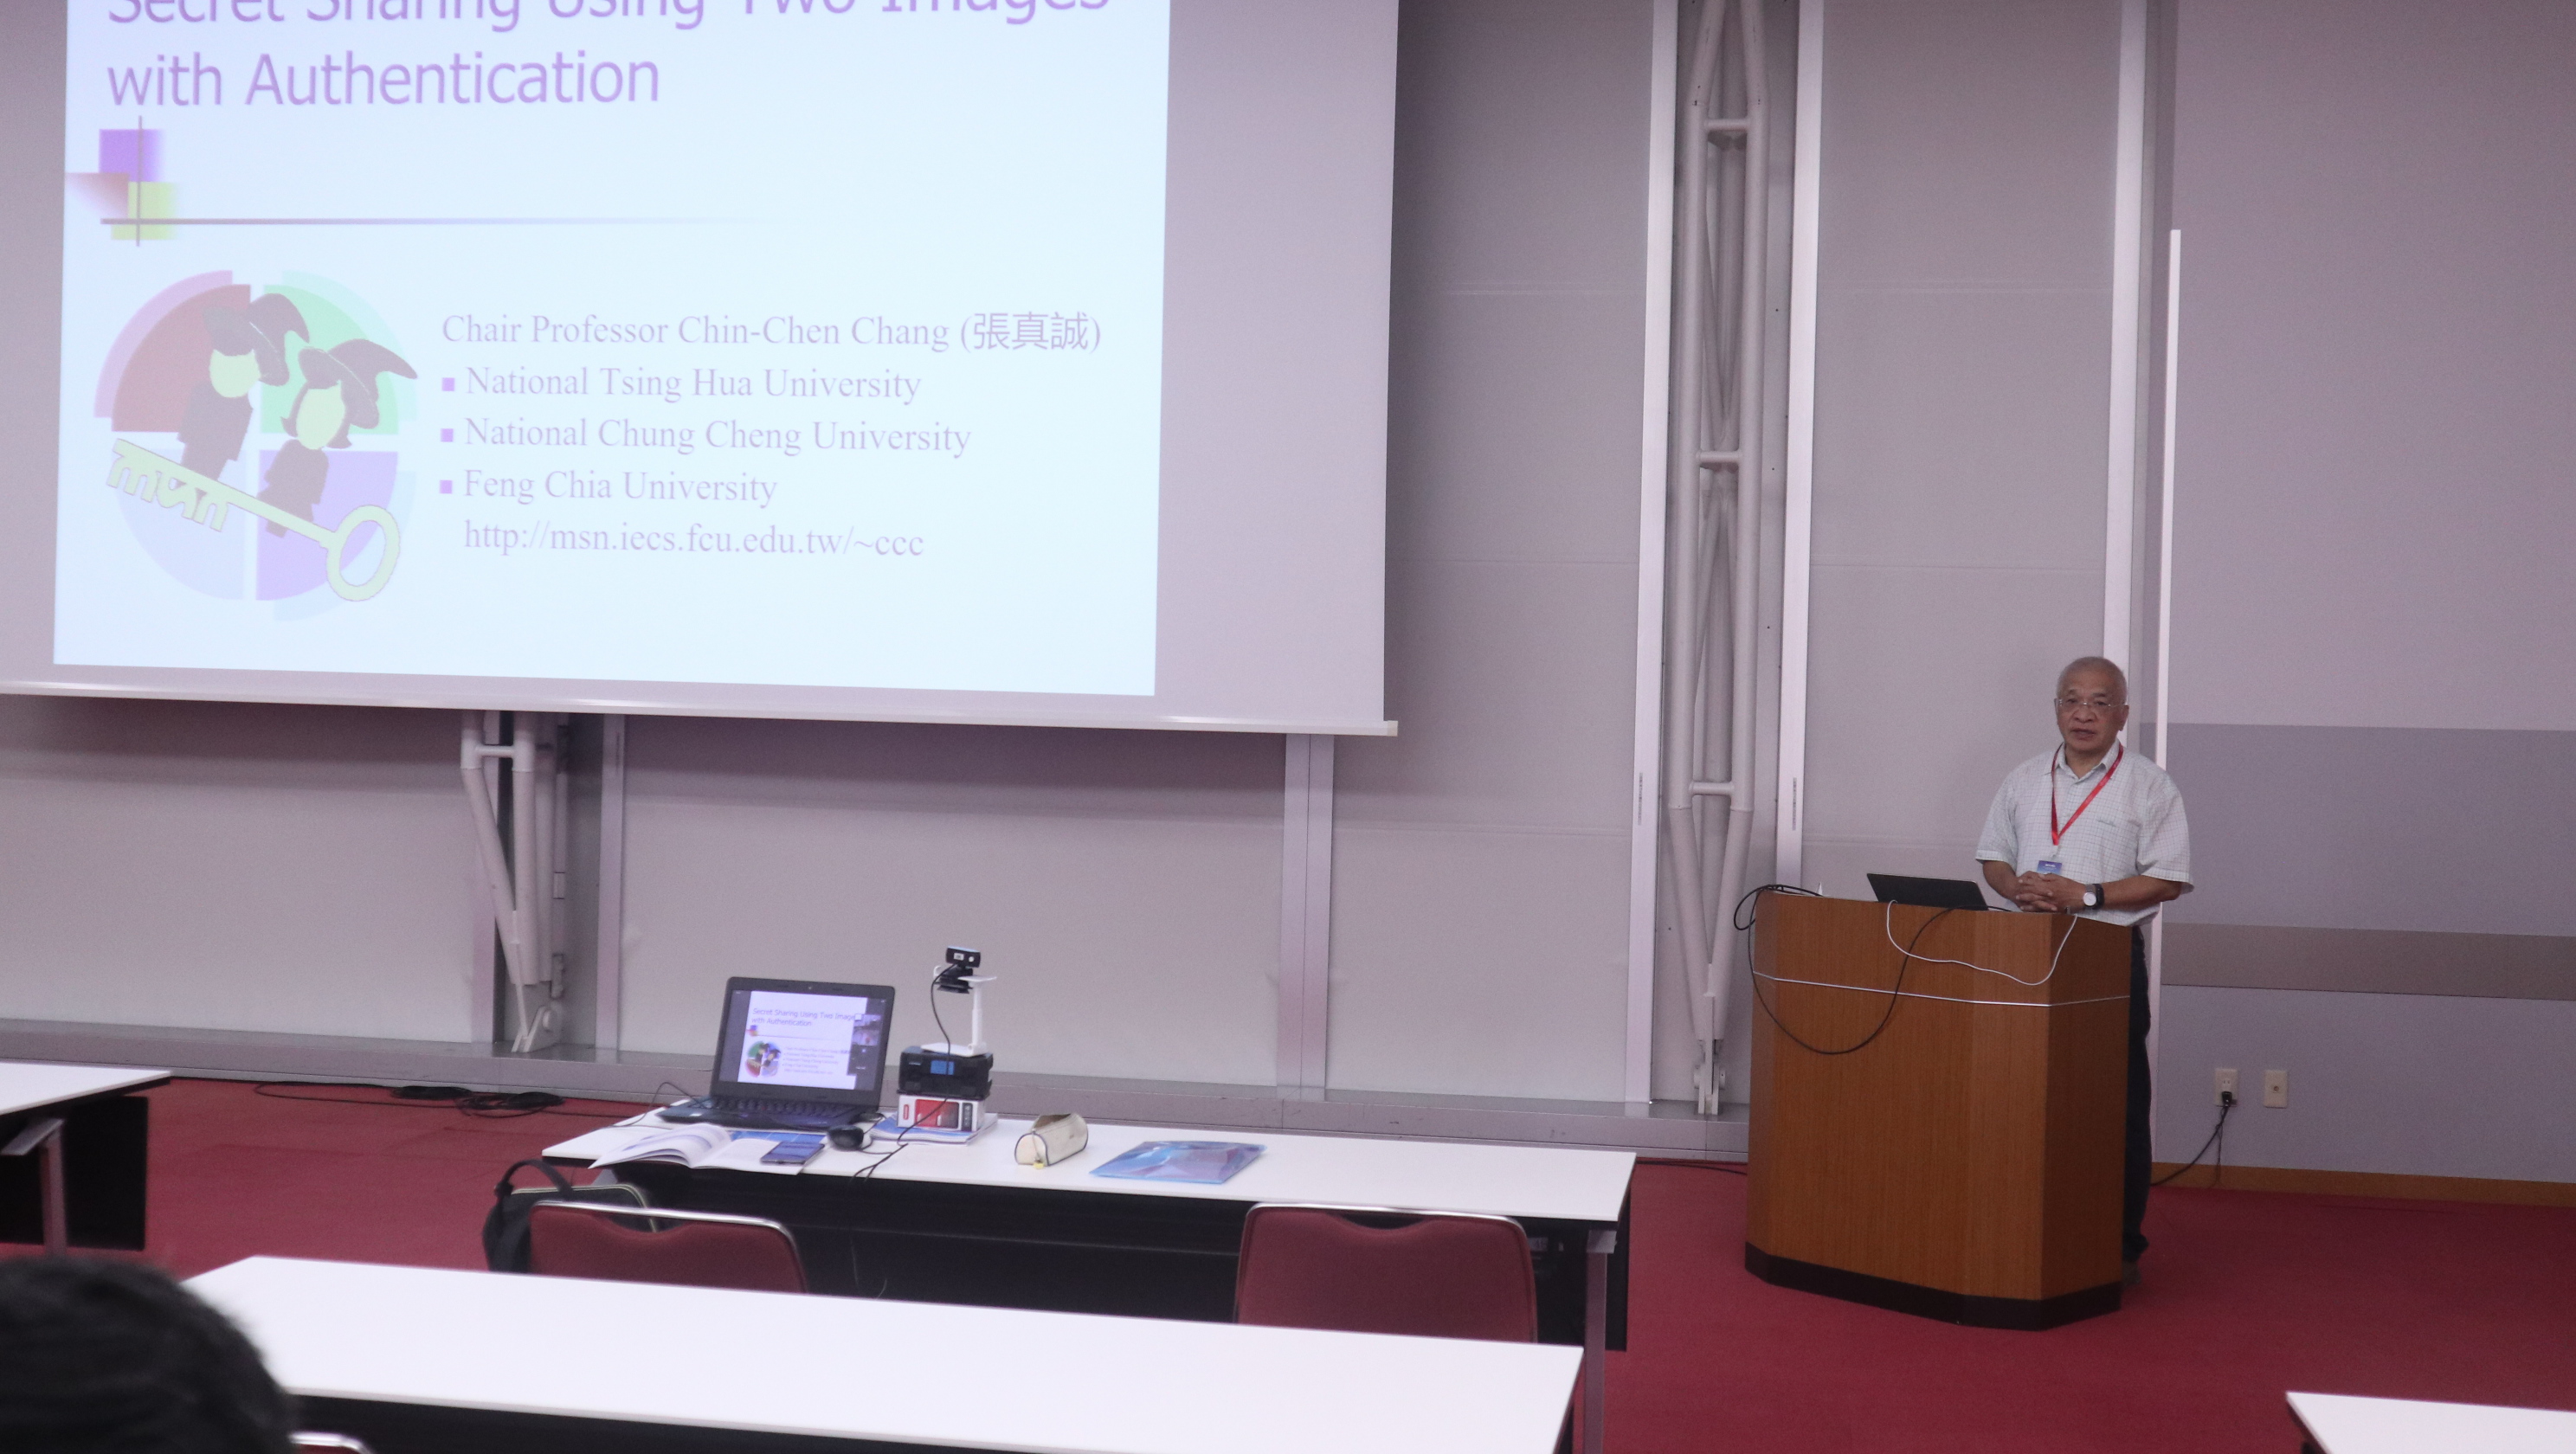 Secret Sharing Using Two Images
with Authentication
Chair Professor Chin-Chen Chang (張真誠)
National Tsing Hua University
National Chung Cheng University
Feng Chia University
http://msn.iecs.fcu.edu.tw/~ccc
Secret Sharing Using Two Images
with Authentication